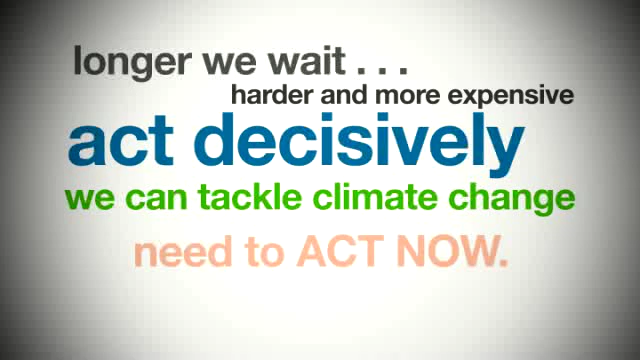 longer we wait . . .
harder and more expensive
act decisively
we can tackle climate change
need to ACT NOW.